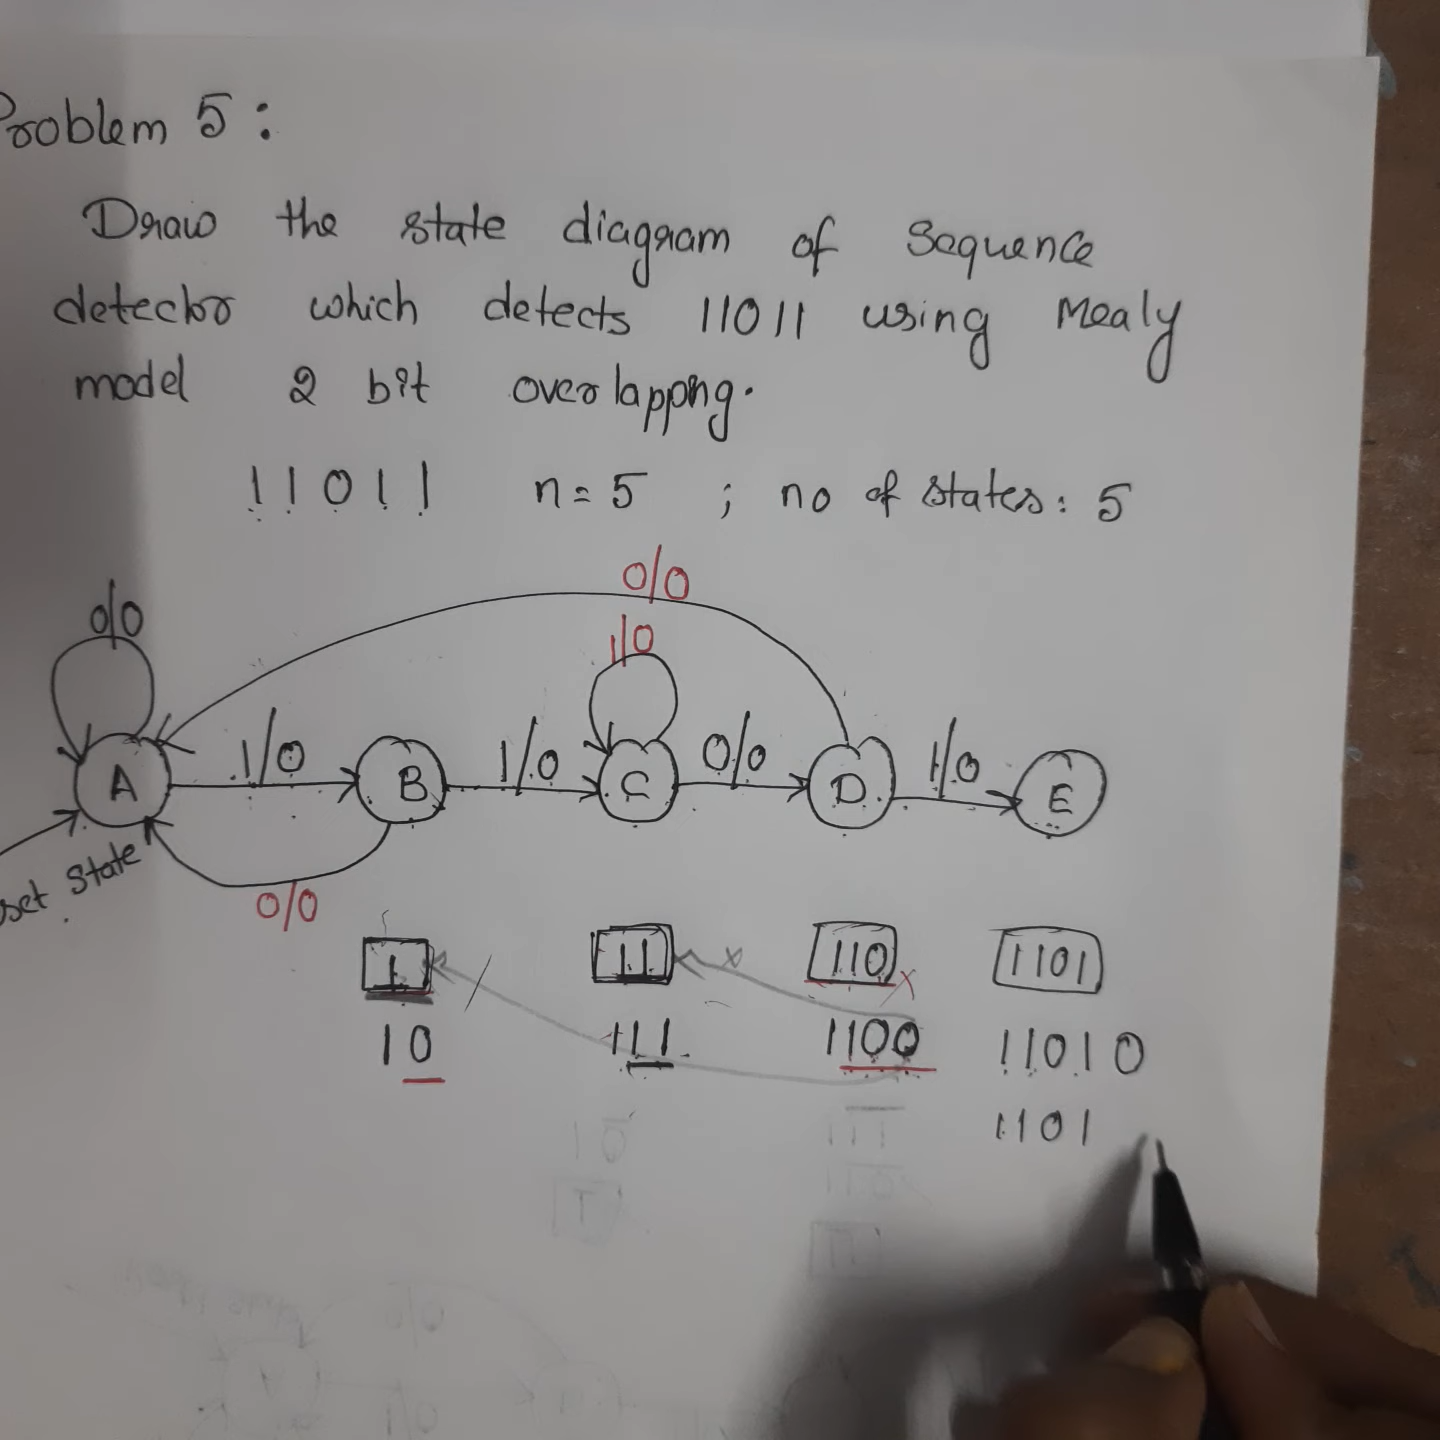 Problem 5 :
Draw the state diagram of Sequence
detector which detects 11011 using Mealy
model 2 bit overlapping.
11011 n = 5 ; no of states : 5
0/0
1/0
0/0
1/0 1/0 0/0 1/0
A B C D E
set State
0/0
1 11 110 1101
10 111 1100 11010
1101